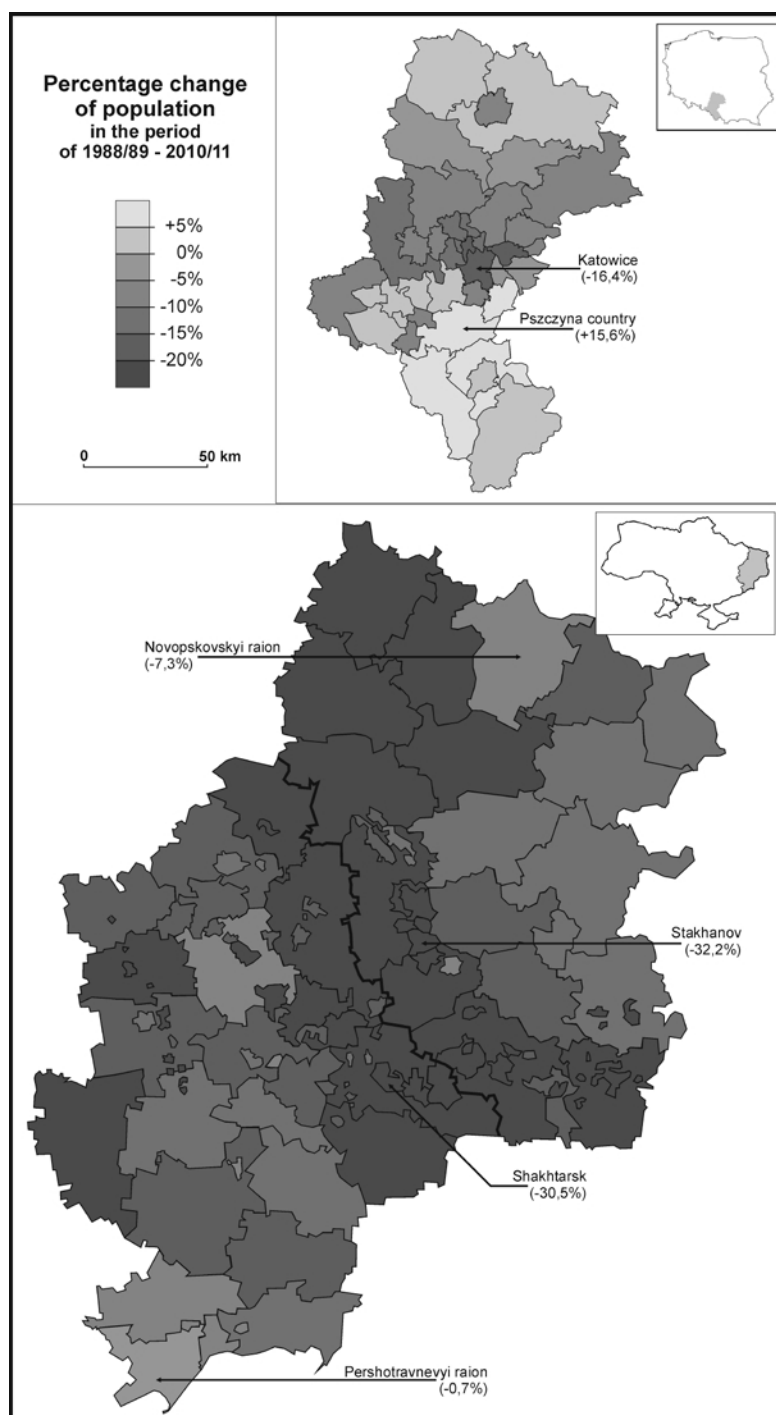 Percentage change
of population
in the period
of 1988/89 - 2010/11
+5%
0%
-5%
-10%
-15%
-20%
0
50 km
Katowice
(-16,4%)
Pszczyna country
(+15,6%)
Novopskovskyi raion
(-7,3%)
Stakhanov
(-32,2%)
Shakhtarsk
(-30,5%)
Pershotravnevyi raion
(-0,7%)